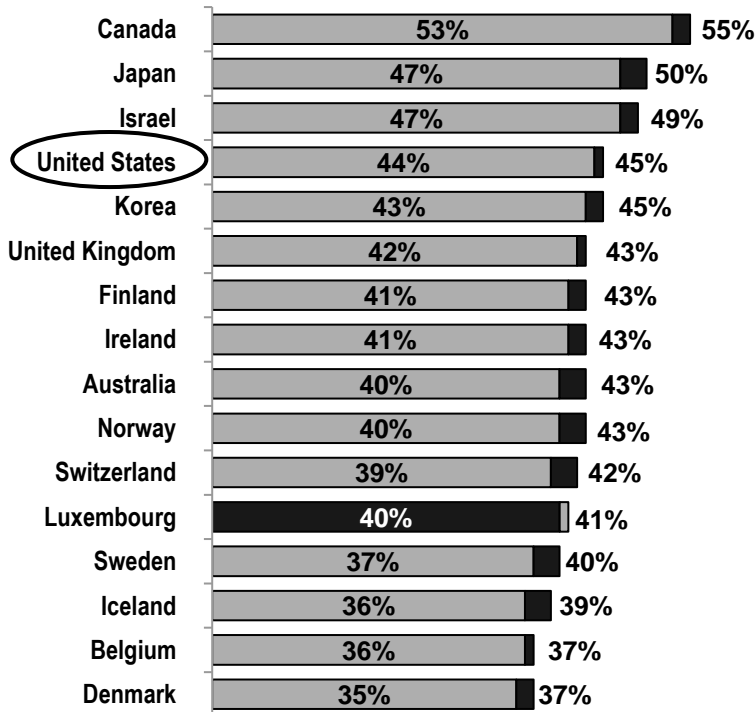 Canada 53% 55%
Japan 47% 50%
Israel 47% 49%
United States 44% 45%
Korea 43% 45%
United Kingdom 42% 43%
Finland 41% 43%
Ireland 41% 43%
Australia 40% 43%
Norway 40% 43%
Switzerland 39% 42%
Luxembourg 40% 41%
Sweden 37% 40%
Iceland 36% 39%
Belgium 36% 37%
Denmark 35% 37%